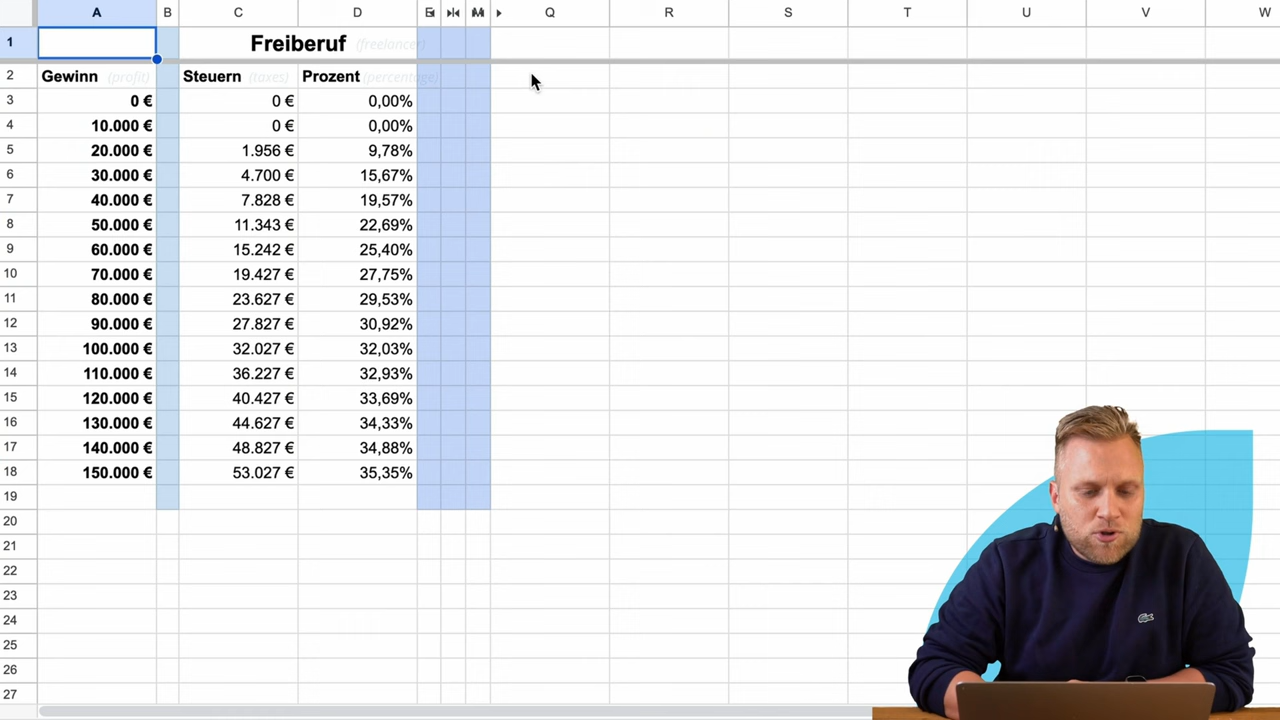 A B C D Q R S T U V W
1 Freiberuf (freelancer)
2 Gewinn (profit) Steuern (taxes) Prozent (percentage)
3 0 € 0 € 0,00%
4 10.000 € 0 € 0,00%
5 20.000 € 1.956 € 9,78%
6 30.000 € 4.700 € 15,67%
7 40.000 € 7.828 € 19,57%
8 50.000 € 11.343 € 22,69%
9 60.000 € 15.242 € 25,40%
10 70.000 € 19.427 € 27,75%
11 80.000 € 23.627 € 29,53%
12 90.000 € 27.827 € 30,92%
13 100.000 € 32.027 € 32,03%
14 110.000 € 36.227 € 32,93%
15 120.000 € 40.427 € 33,69%
16 130.000 € 44.627 € 34,33%
17 140.000 € 48.827 € 34,88%
18 150.000 € 53.027 € 35,35%
19
20
21
22
23
24
25
26
27